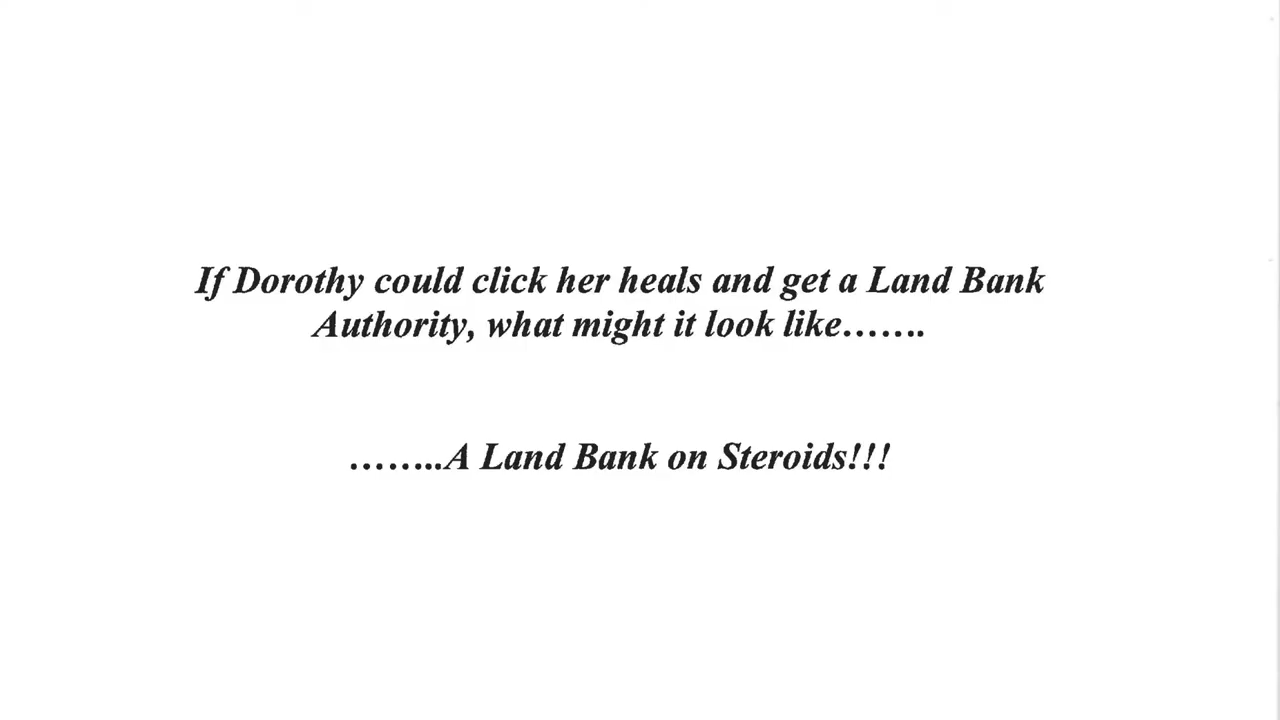 If Dorothy could click her heals and get a Land Bank
Authority, what might it look like…….
……..A Land Bank on Steroids!!!